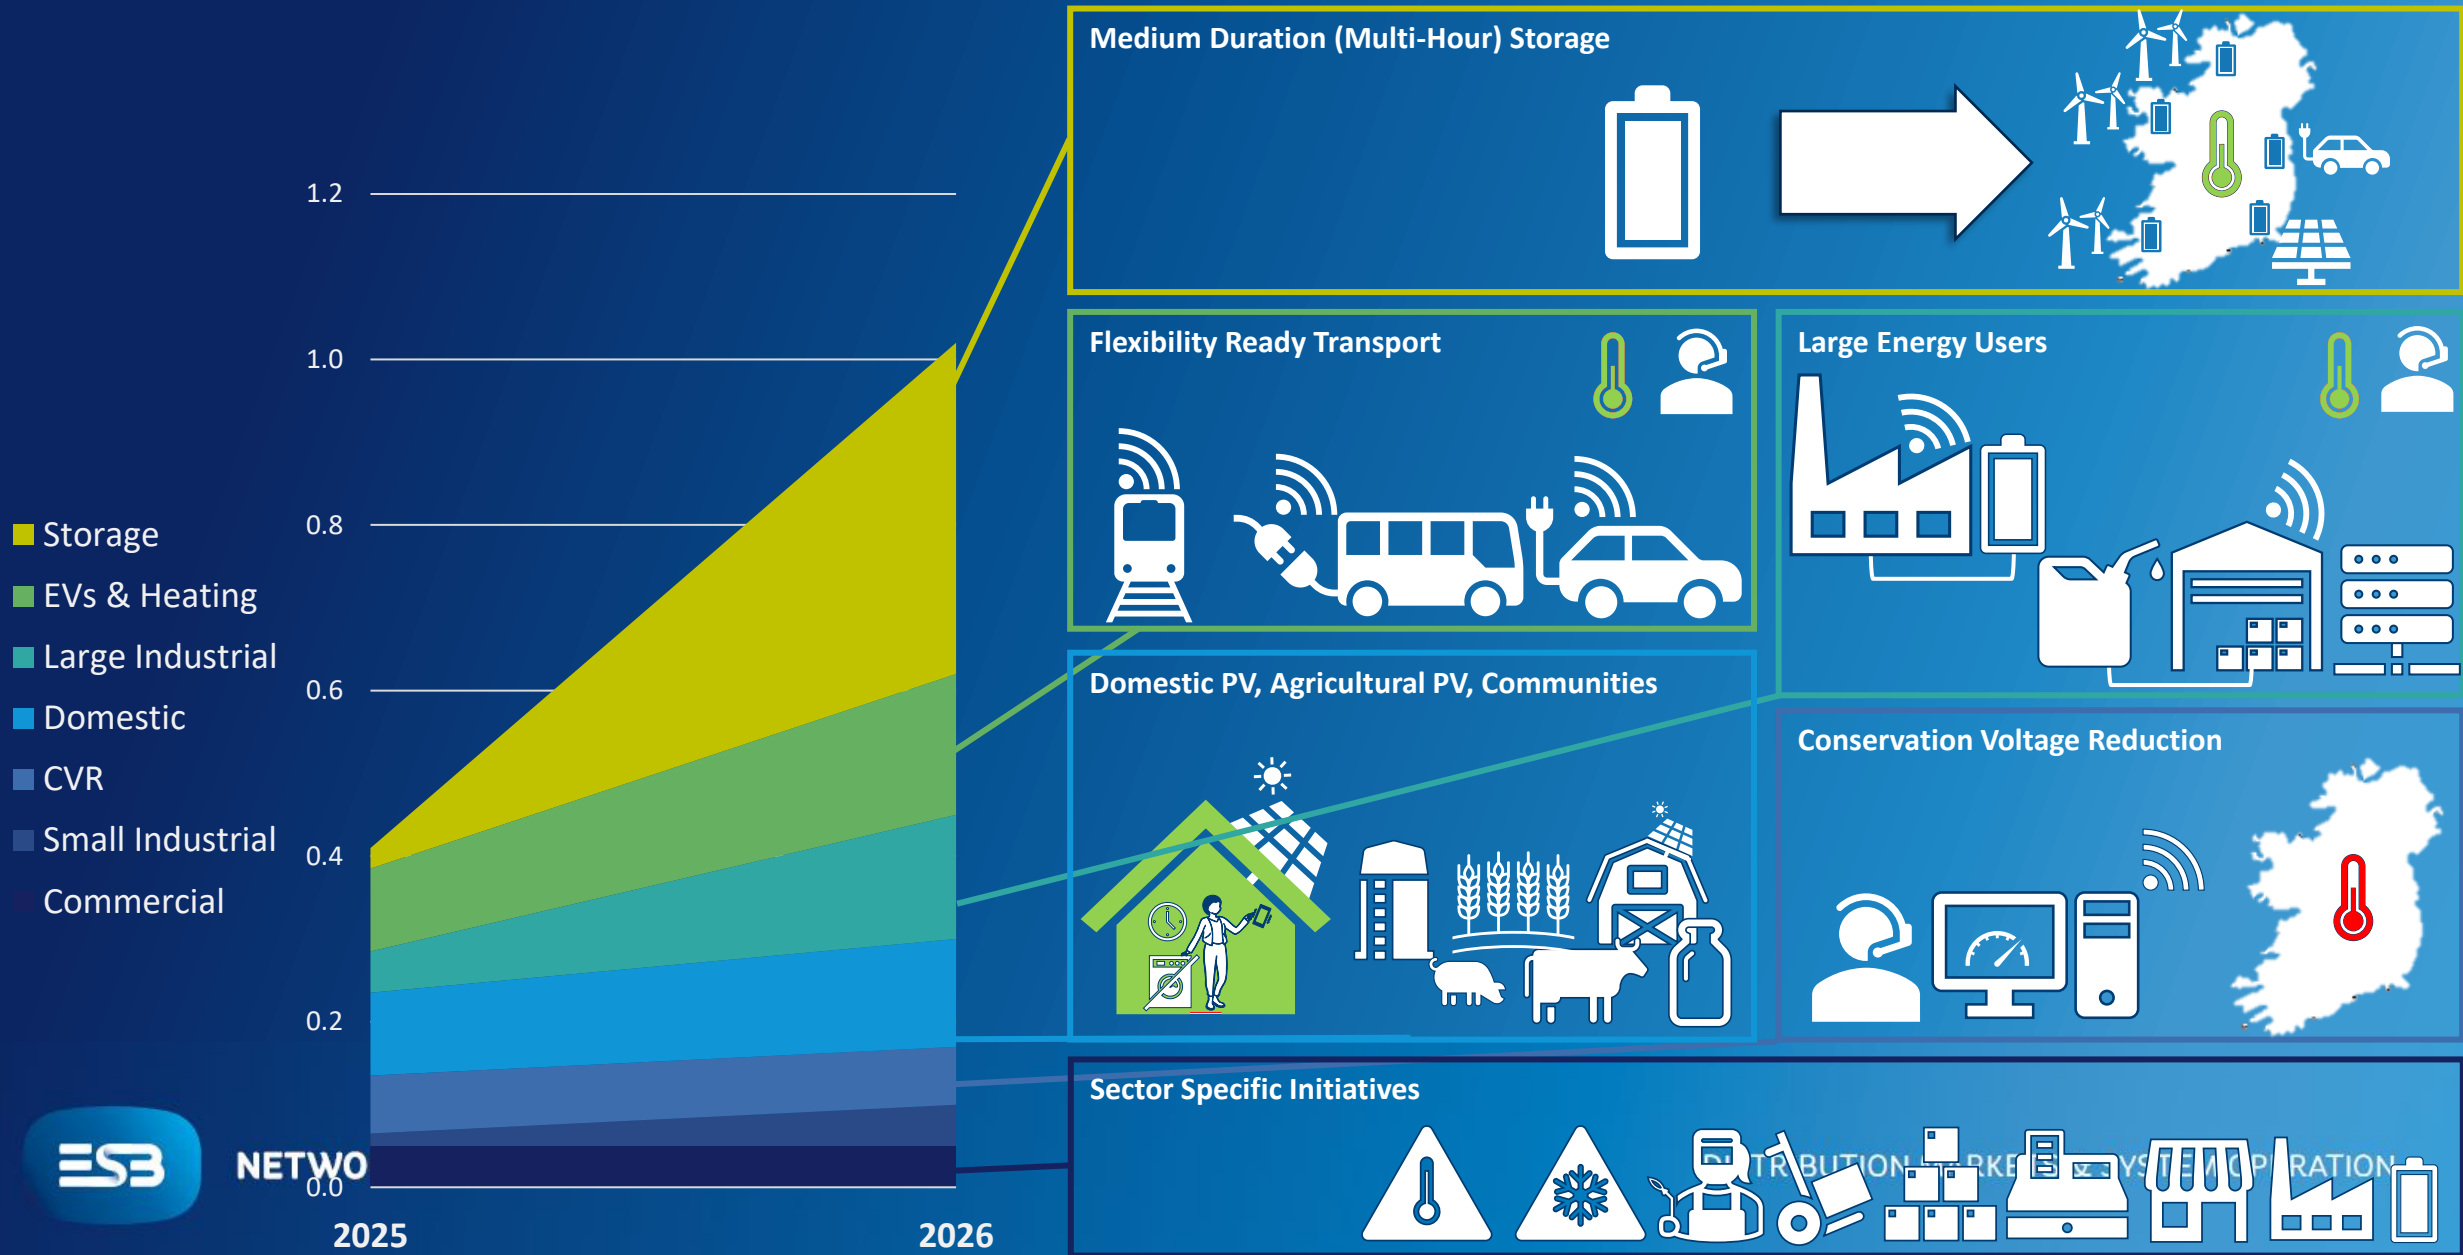 Medium Duration (Multi-Hour) Storage
1.2
1.0
0.8
0.6
0.4
0.2
0.0
2025
2026
Storage
EVs & Heating
Large Industrial
Domestic
CVR
Small Industrial
Commercial
Flexibility Ready Transport
Large Energy Users
Domestic PV, Agricultural PV, Communities
Conservation Voltage Reduction
Sector Specific Initiatives
ESB
NETWO